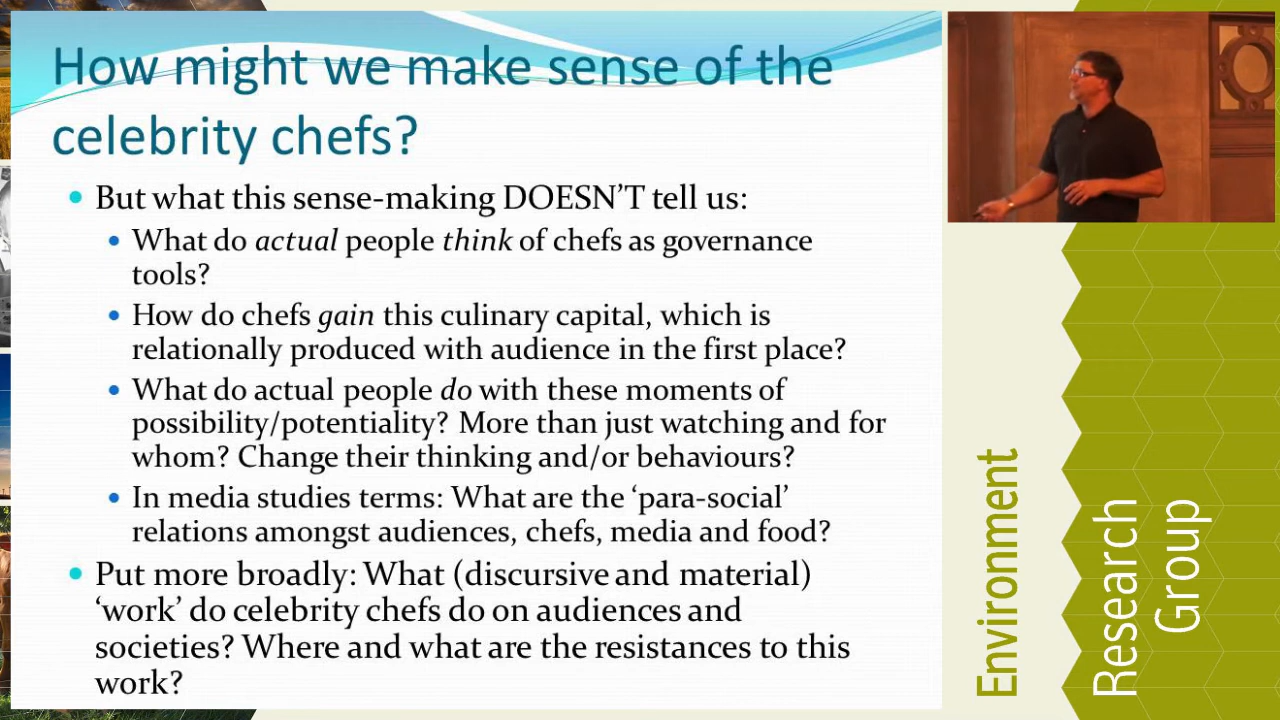 How might we make sense of the
celebrity chefs?
But what this sense-making DOESN'T tell us:
What do actual people think of chefs as governance
tools?
How do chefs gain this culinary capital, which is
relationally produced with audience in the first place?
What do actual people do with these moments of
possibility/potentiality? More than just watching and for
whom? Change their thinking and/or behaviours?
In media studies terms: What are the ‘para-social’
relations amongst audiences, chefs, media and food?
Put more broadly: What (discursive and material)
‘work’ do celebrity chefs do on audiences and
societies? Where and what are the resistances to this
work?
Environment
Research
Group